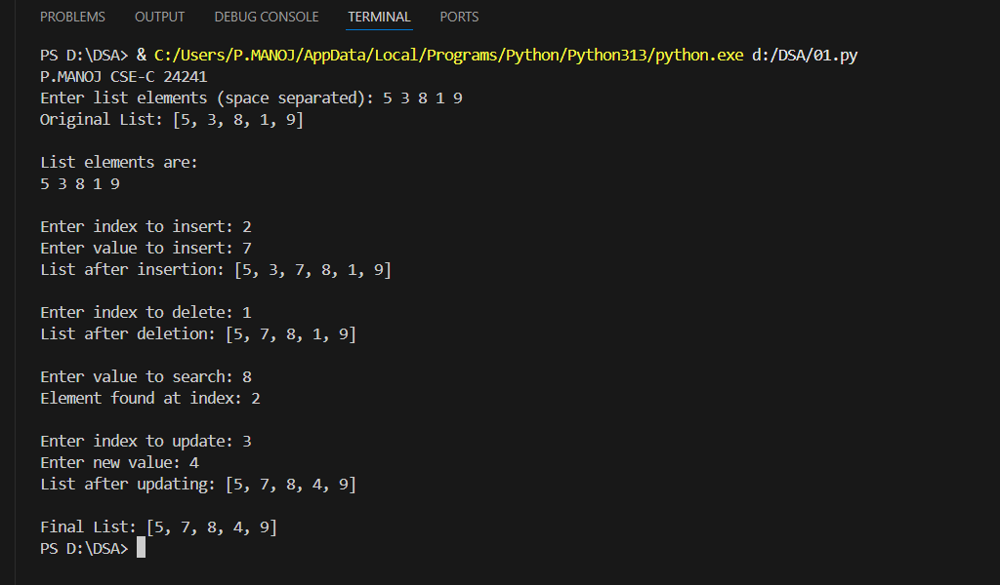 PROBLEMS OUTPUT DEBUG CONSOLE TERMINAL PORTS
PS D:\DSA> & C:/Users/P.MANOJ/AppData/Local/Programs/Python/Python313/python.exe d:/DSA/01.py
P.MANOJ CSE-C 24241
Enter list elements (space separated): 5 3 8 1 9
Original List: [5, 3, 8, 1, 9]
List elements are:
5 3 8 1 9
Enter index to insert: 2
Enter value to insert: 7
List after insertion: [5, 3, 7, 8, 1, 9]
Enter index to delete: 1
List after deletion: [5, 7, 8, 1, 9]
Enter value to search: 8
Element found at index: 2
Enter index to update: 3
Enter new value: 4
List after updating: [5, 7, 8, 4, 9]
Final List: [5, 7, 8, 4, 9]
PS D:\DSA>